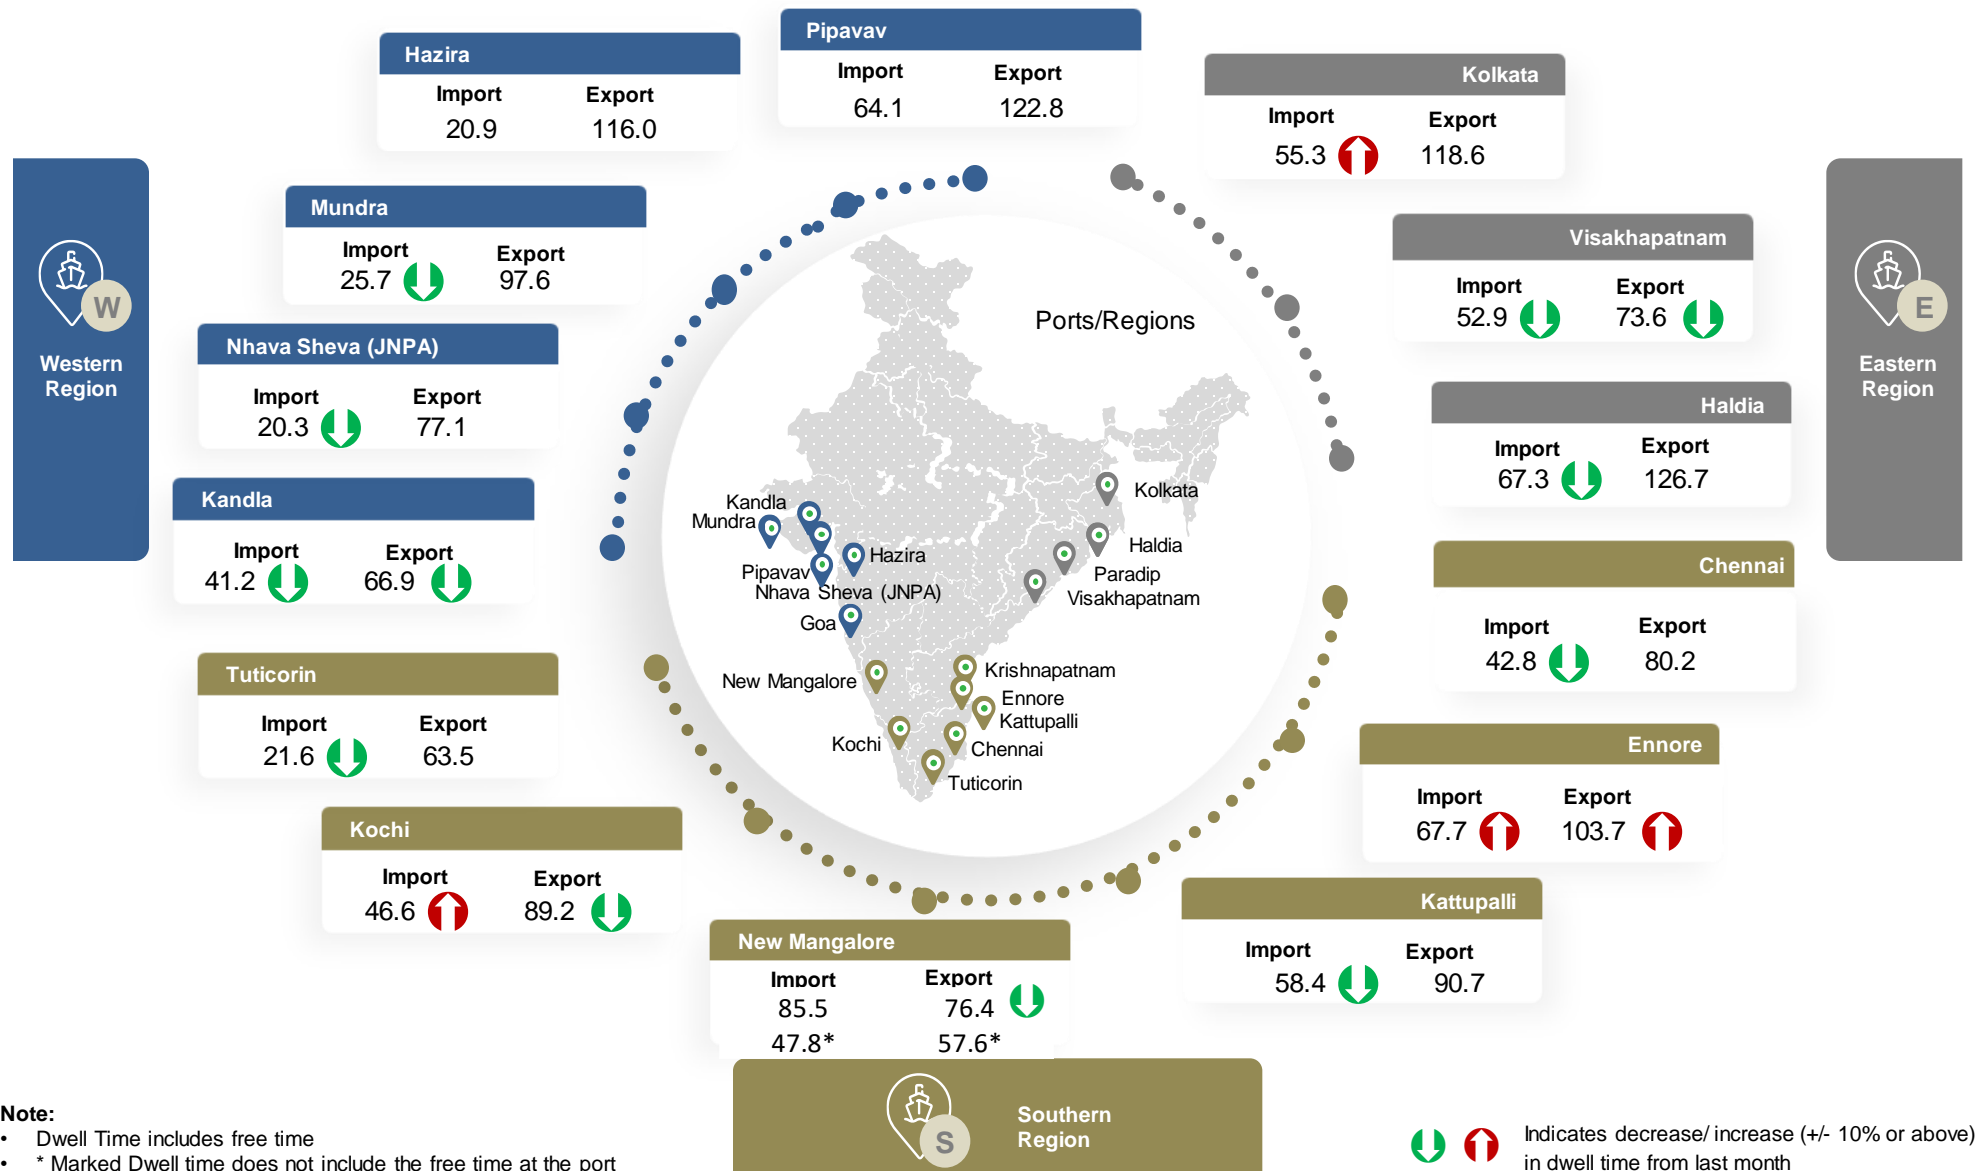 Hazira
Import Export
20.9 116.0
Pipavav
Import Export
64.1 122.8
Kolkata
Import Export
55.3 118.6
Mundra
Import Export
25.7 97.6
Visakhapatnam
Import Export
52.9 73.6
W
Western
Region
E
Eastern
Region
Nhava Sheva (JNPA)
Import Export
20.3 77.1
Haldia
Import Export
67.3 126.7
Kandla
Import Export
41.2 66.9
Chennai
Import Export
42.8 80.2
Tuticorin
Import Export
21.6 63.5
Ennore
Import Export
67.7 103.7
Kochi
Import Export
46.6 89.2
Kattupalli
Import Export
58.4 90.7
New Mangalore
Import Export
85.5 76.4
47.8* 57.6*
Ports/Regions
Kolkata
Kandla
Mundra
Haldia
Hazira
Pipavav
Paradip
Nhava Sheva (JNPA)
Visakhapatnam
Goa
Krishnapatnam
New Mangalore
Ennore
Kattupalli
Kochi
Chennai
Tuticorin
S
Southern
Region
Note:
• Dwell Time includes free time
• * Marked Dwell time does not include the free time at the port
Indicates decrease/ increase (+/- 10% or above)
in dwell time from last month